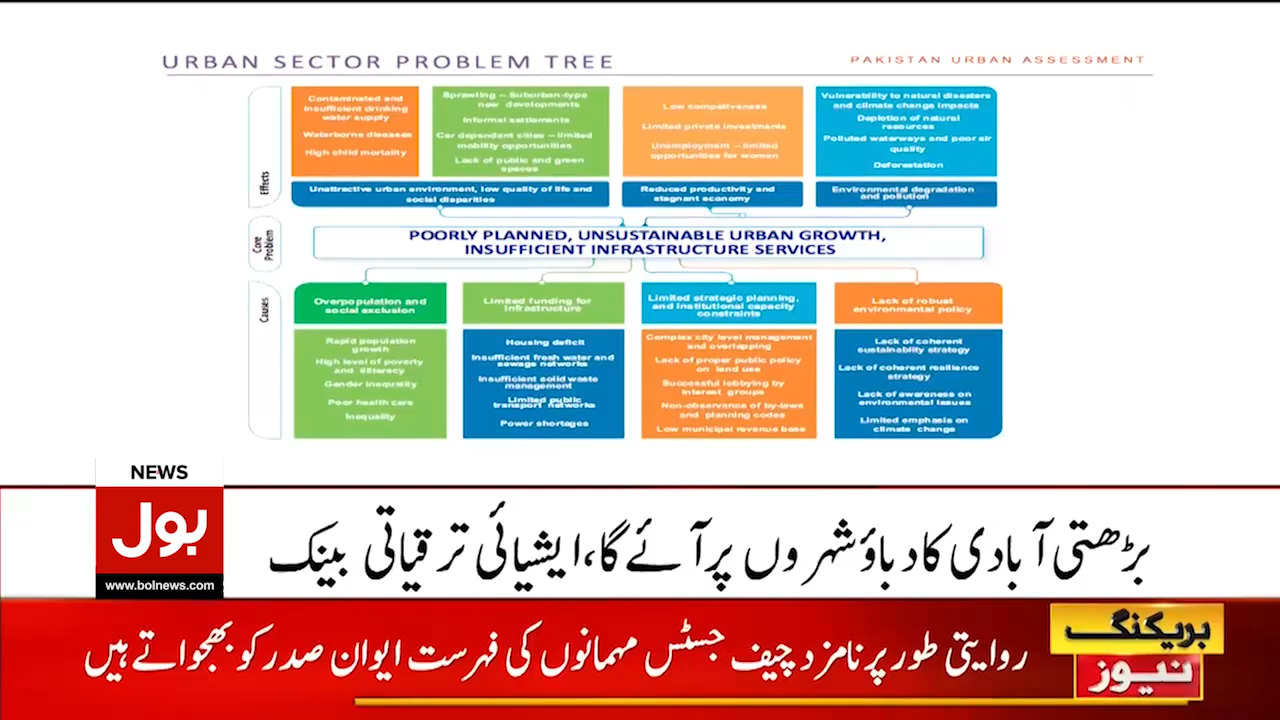 URBAN SECTOR PROBLEM TREE
PAKISTAN URBAN ASSESSMENT
Effects
Contaminated and
insufficient drinking
water supply
Waterborne diseases
High child mortality
Sprawling – Suburban-type
new developments
Informal settlements
Car dependant cities – limited
mobility opportunities
Lack of public and green
spaces
Low competiveness
Limited private investments
Unemployment – limited
opportunities for women
Vulnerability to natural disasters
and climate change impacts
Depletion of natural
resources
Polluted waterways and poor air
quality
Deforestation
Unattractive urban environment, low quality of life and
social disparities
Reduced productivity and
stagnant economy
Environmental degradation
and pollution
Core
Problem
POORLY PLANNED, UNSUSTAINABLE URBAN GROWTH,
INSUFFICIENT INFRASTRUCTURE SERVICES
Causes
Overpopulation and
social exclusion
Limited funding for
infrastructure
Limited strategic planning,
and institutional capacity
constraints
Lack of robust
environmental policy
Rapid population
growth
High level of poverty
and illiteracy
Gender inequality
Poor health care
Inequality
Housing deficit
Insufficient fresh water and
sewage networks
Insufficient solid waste
management
Limited public
transport networks
Power shortages
Complex city level management
and overlapping
Lack of proper public policy
on land use
Successful lobbying by
interest groups
Non-observance of by-laws
and planning codes
Low municipal revenue base
Lack of coherent
sustainability strategy
Lack of coherent resilience
strategy
Lack of awareness on
environmental issues
Limited emphasis on
climate change
NEWS
بول
www.bolnews.com
بڑھتی آبادی کا دباؤ شہروں پر آئے گا، ایشیائی ترقیاتی بینک
بریکنگ
نیوز
روایتی طور پر نامزد چیف جسٹس مہمانوں کی فہرست ایوان صدر کو بھجواتے ہیں